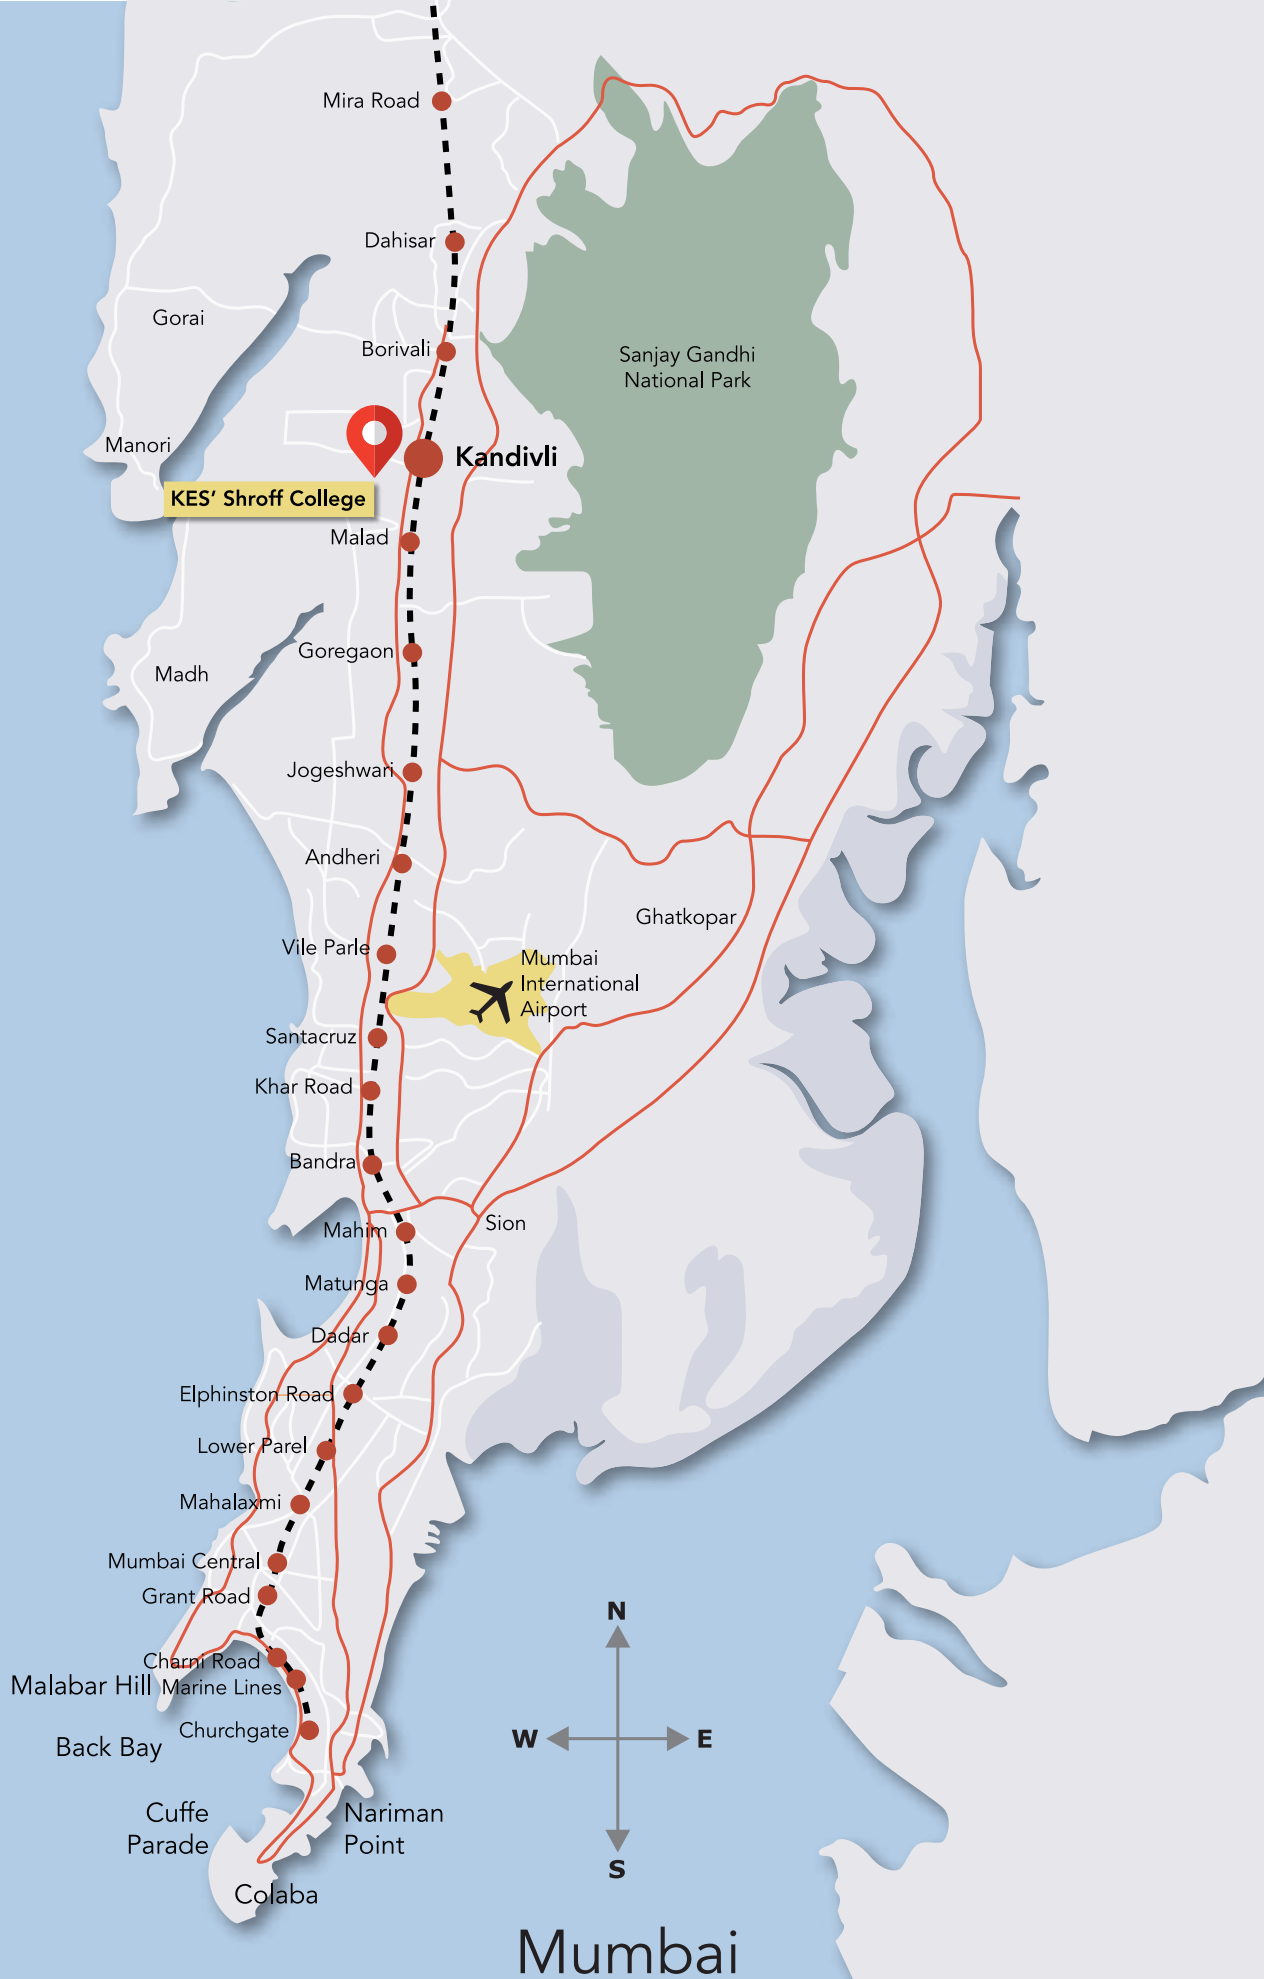 Mira Road
Dahisar
Gorai
Borivali
Sanjay Gandhi
National Park
Manori
Kandivli
KES’ Shroff College
Malad
Goregaon
Madh
Jogeshwari
Andheri
Ghatkopar
Vile Parle
Mumbai
International
Airport
Santacruz
Khar Road
Bandra
Sion
Mahim
Matunga
Dadar
Elphinston Road
Lower Parel
Mahalaxmi
Mumbai Central
Grant Road
N
Charni Road
Malabar Hill
Marine Lines
Churchgate
W
E
Back Bay
Cuffe
Parade
Nariman
Point
S
Colaba
Mumbai